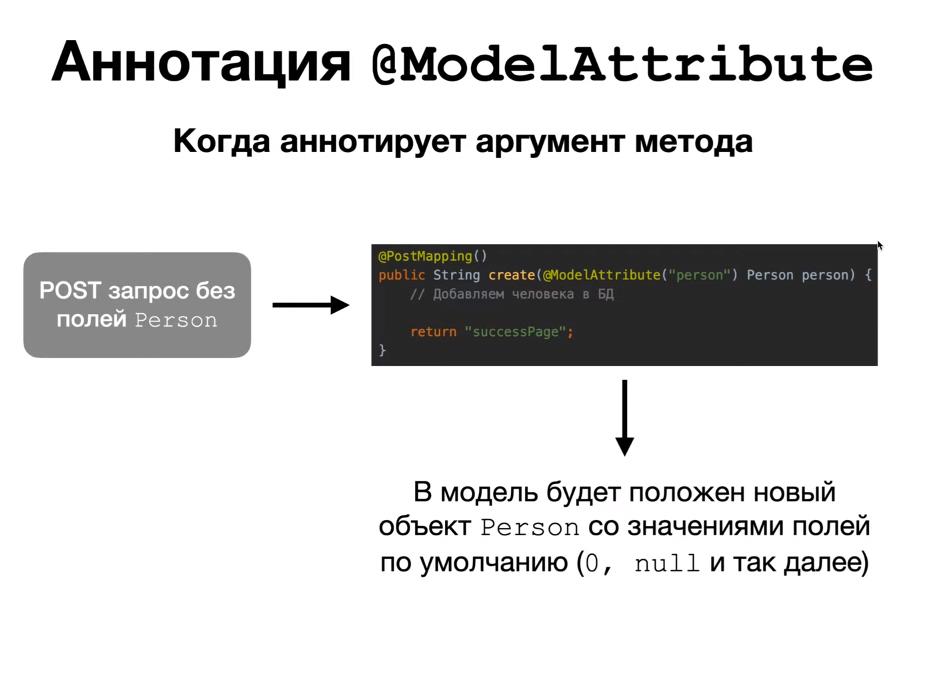 Аннотация @ModelAttribute
Когда аннотирует аргумент метода
POST запрос без
полей Person
@PostMapping()
public String create(@ModelAttribute("person") Person person) {
// Добавляем человека в БД
return "successPage";
}
В модель будет положен новый
объект Person со значениями полей
по умолчанию (0, null и так далее)